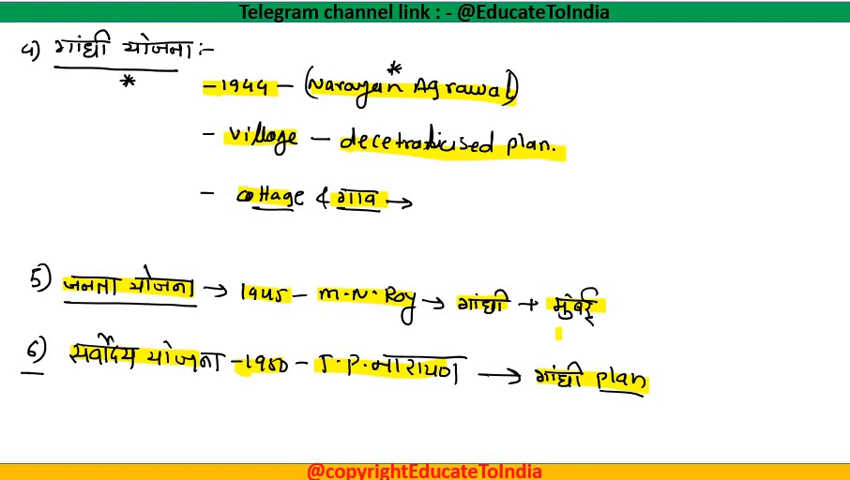 Telegram channel link : - @EducateToIndia
4) गांधी योजना :-
*
- 1944 - (Narayan Agrawal)
*
- village - decetralicised plan.
- cottage & गाव →
5) जनता योजना → 1945 - M.N. Roy → गांधी + मुंबई
6) सर्वोदय योजना - 1950 - J.P. नारायण → गांधी plan
@copyrightEducateToIndia